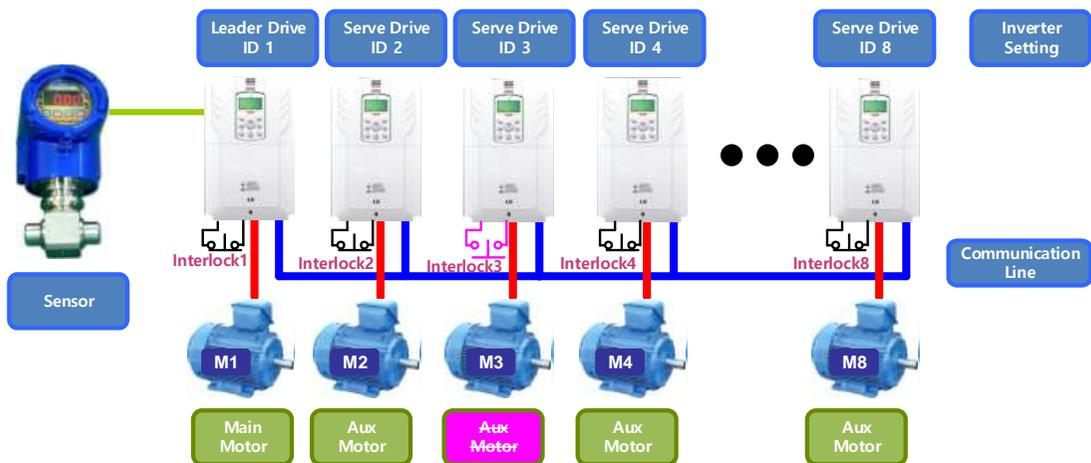 Leader Drive
ID 1
Serve Drive
ID 2
Serve Drive
ID 3
Serve Drive
ID 4
Serve Drive
ID 8
Inverter
Setting
Interlock1
Interlock2
Interlock3
Interlock4
Interlock8
Communication
Line
Sensor
M1
M2
M3
M4
M8
Main
Motor
Aux
Motor
Aux
Motor
Aux
Motor
Aux
Motor